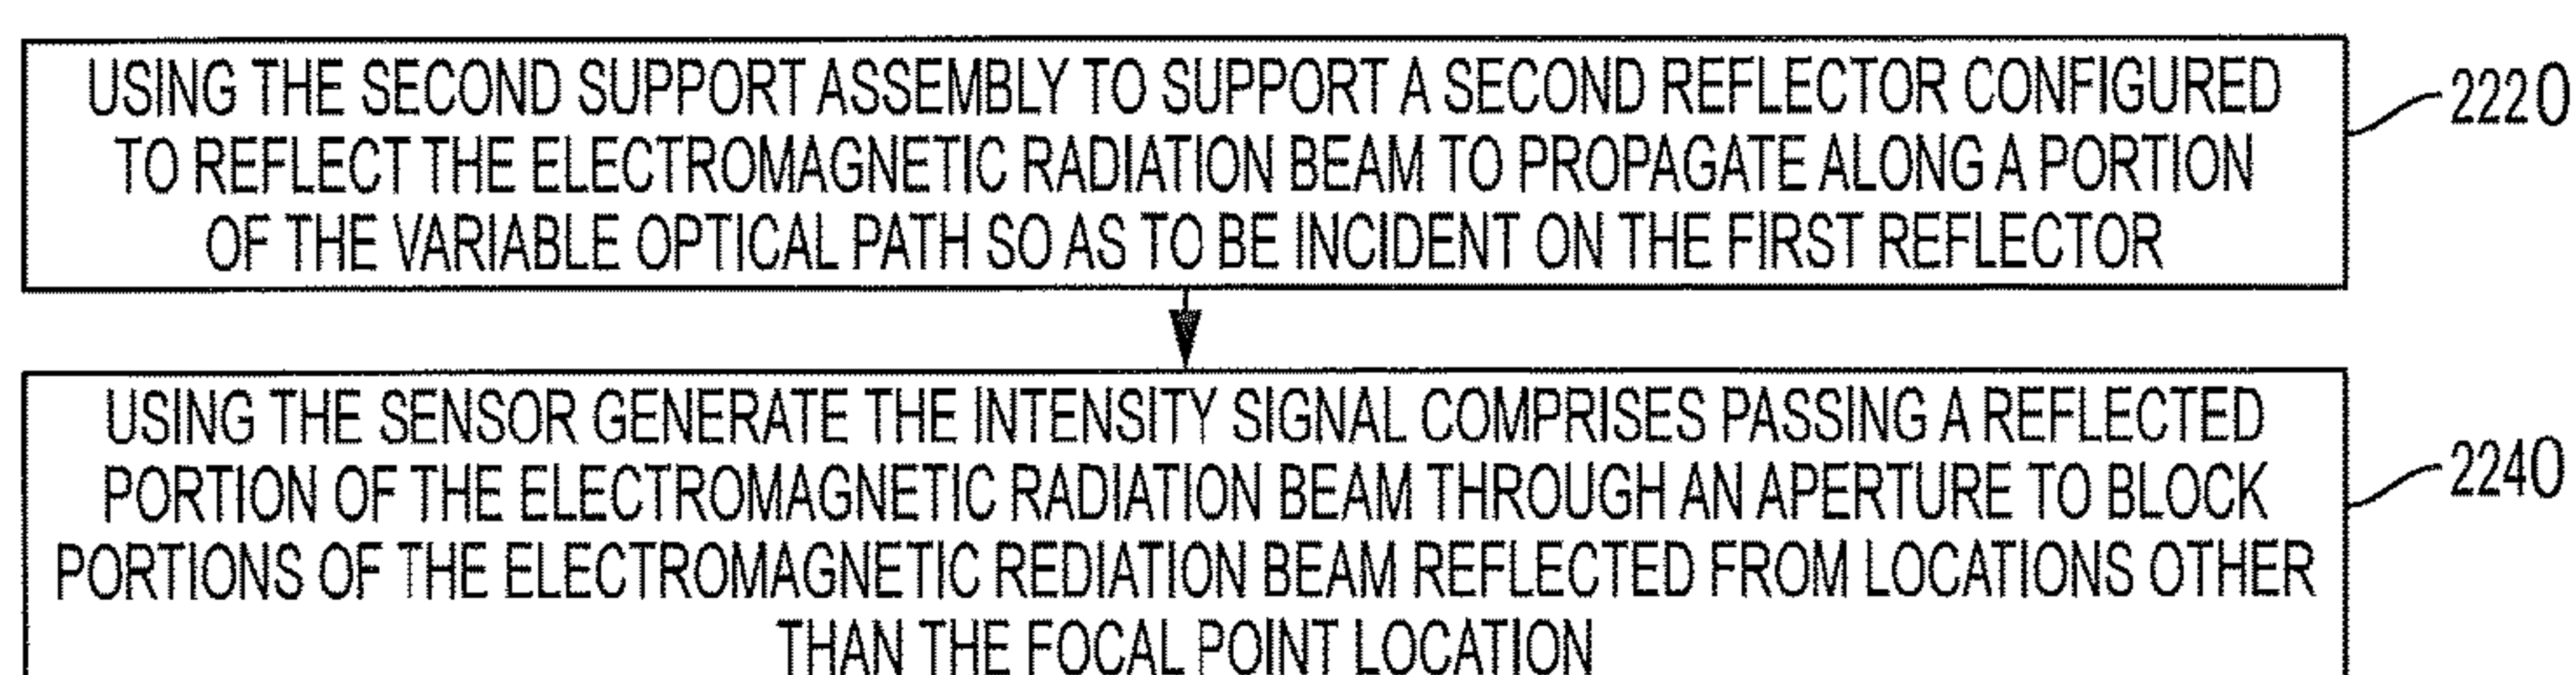 USING THE SECOND SUPPORT ASSEMBLY TO SUPPORT A SECOND REFLECTOR CONFIGURED
TO REFLECT THE ELECTROMAGNETIC RADIATION BEAM TO PROPAGATE ALONG A PORTION
OF THE VARIABLE OPTICAL PATH SO AS TO BE INCIDENT ON THE FIRST REFLECTOR
2220
USING THE SENSOR GENERATE THE INTENSITY SIGNAL COMPRISES PASSING A REFLECTED
PORTION OF THE ELECTROMAGNETIC RADIATION BEAM THROUGH AN APERTURE TO BLOCK
PORTIONS OF THE ELECTROMAGNETIC REDIATION BEAM REFLECTED FROM LOCATIONS OTHER
THAN THE FOCAL POINT LOCATION
2240